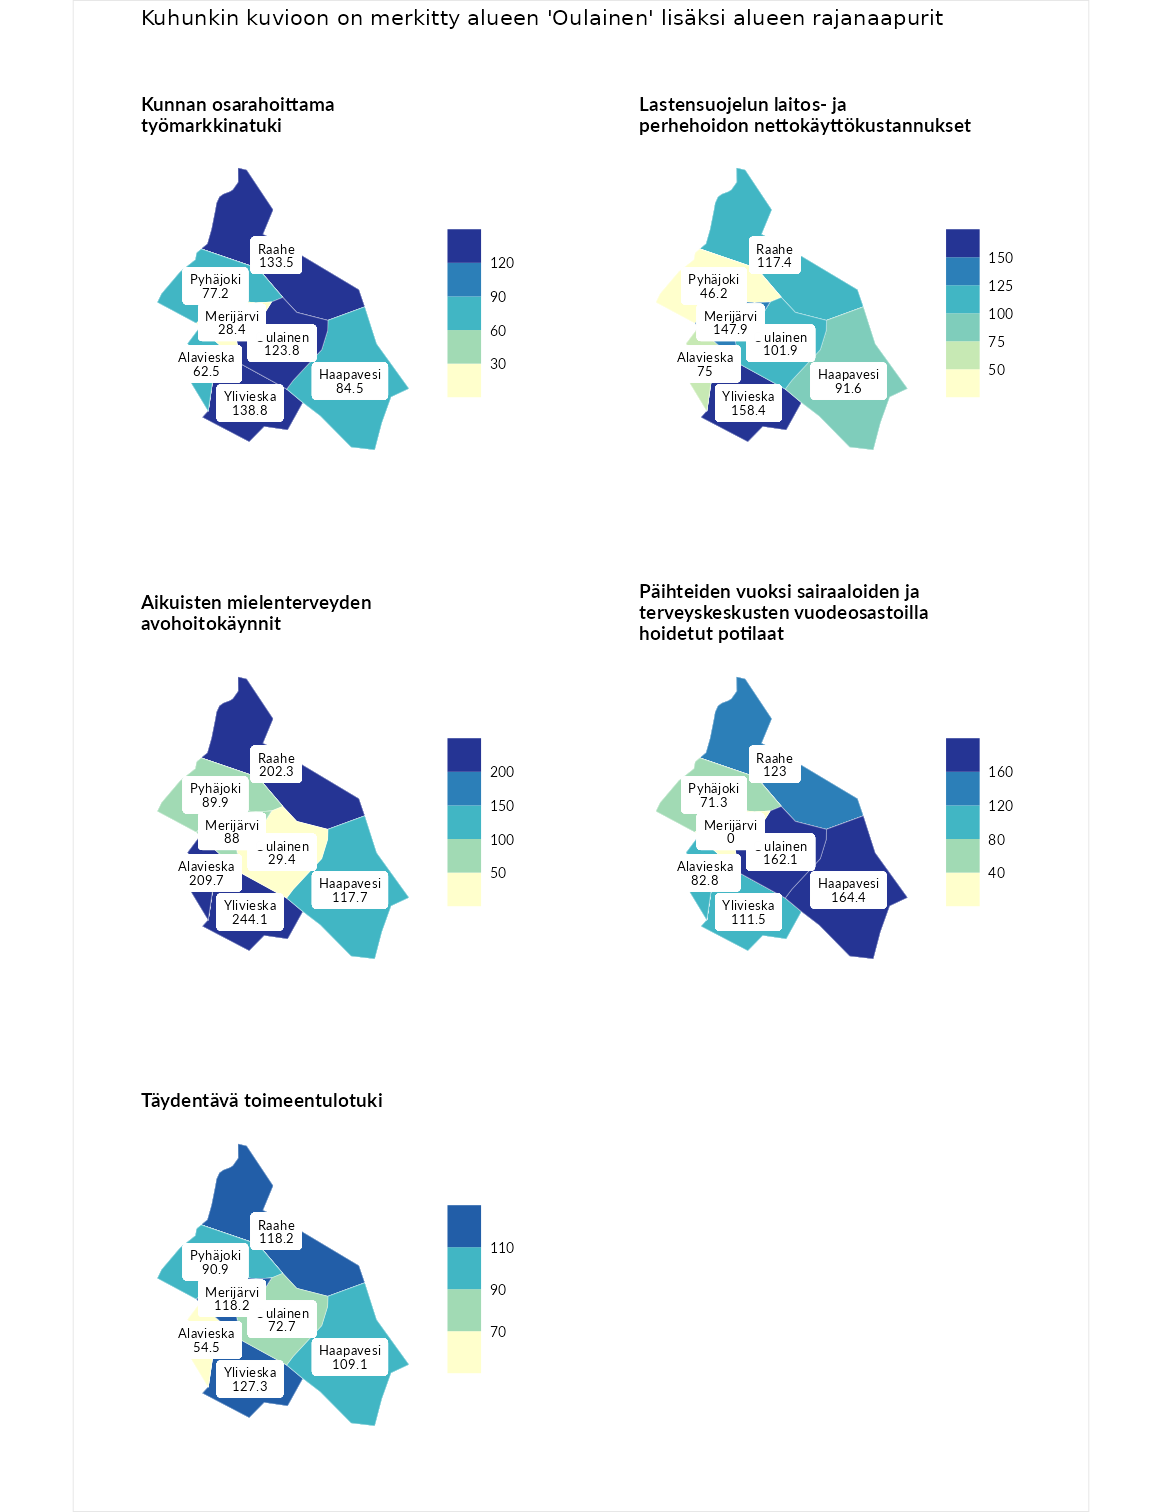 Kuhunkin kuvioon on merkitty alueen 'Oulainen' lisäksi alueen rajanaapurit
Kunnan osarahoittama
työmarkkinatuki
Raahe
133.5
Pyhäjoki
77.2
Merijärvi
28.4
ulainen
123.8
Alavieska
62.5
Haapavesi
84.5
Ylivieska
138.8
120
90
60
30
Lastensuojelun laitos- ja
perhehoidon nettokäyttökustannukset
Raahe
117.4
Pyhäjoki
46.2
Merijärvi
147.9
ulainen
101.9
Alavieska
75
Haapavesi
91.6
Ylivieska
158.4
150
125
100
75
50
Aikuisten mielenterveyden
avohoitokäynnit
Raahe
202.3
Pyhäjoki
89.9
Merijärvi
88
ulainen
29.4
Alavieska
209.7
Haapavesi
117.7
Ylivieska
244.1
200
150
100
50
Päihteiden vuoksi sairaaloiden ja
terveyskeskusten vuodeosastoilla
hoidetut potilaat
Raahe
123
Pyhäjoki
71.3
Merijärvi
0
ulainen
162.1
Alavieska
82.8
Haapavesi
164.4
Ylivieska
111.5
160
120
80
40
Täydentävä toimeentulotuki
Raahe
118.2
Pyhäjoki
90.9
Merijärvi
118.2
ulainen
72.7
Alavieska
54.5
Haapavesi
109.1
Ylivieska
127.3
110
90
70